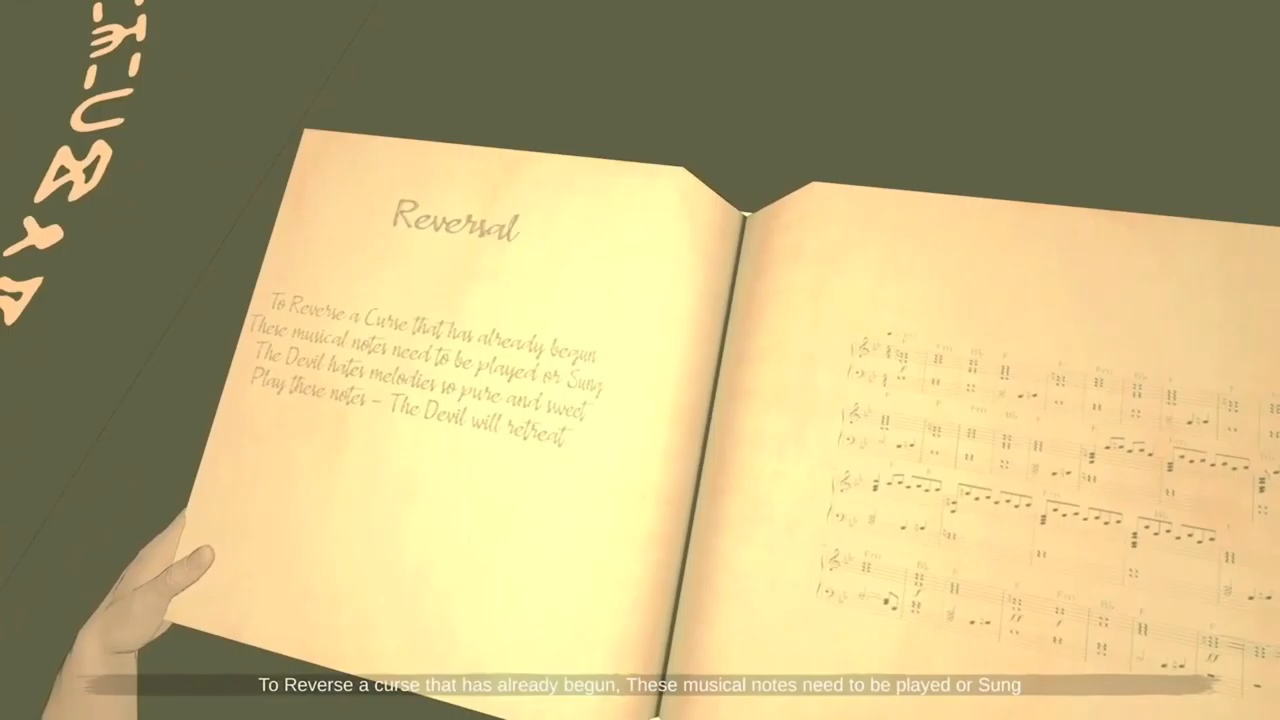 Reversal
To Reverse a Curse that has already begun
These musical notes need to be played or Sung
The Devil hates melodies so pure and sweet
Play these notes - The Devil will retreat
To Reverse a curse that has already begun, These musical notes need to be played or Sung